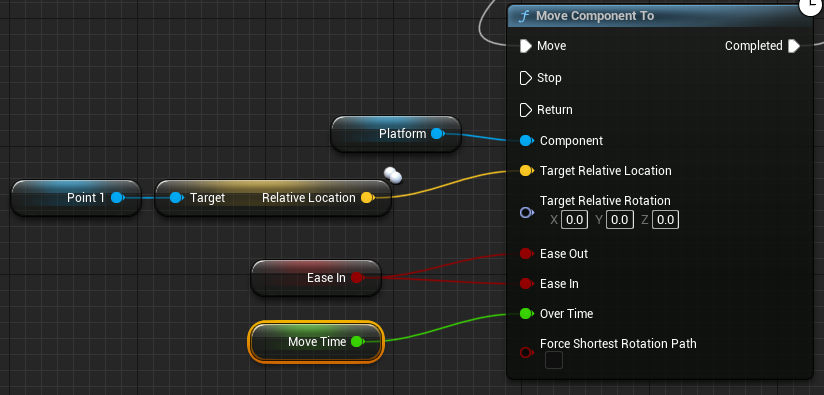 Move Component To
Move Completed
Stop
Return
Platform
Component
Target Relative Location
Point 1
Target Relative Location
Target Relative Rotation
X 0.0 Y 0.0 Z 0.0
Ease Out
Ease In
Ease In
Over Time
Move Time
Force Shortest Rotation Path